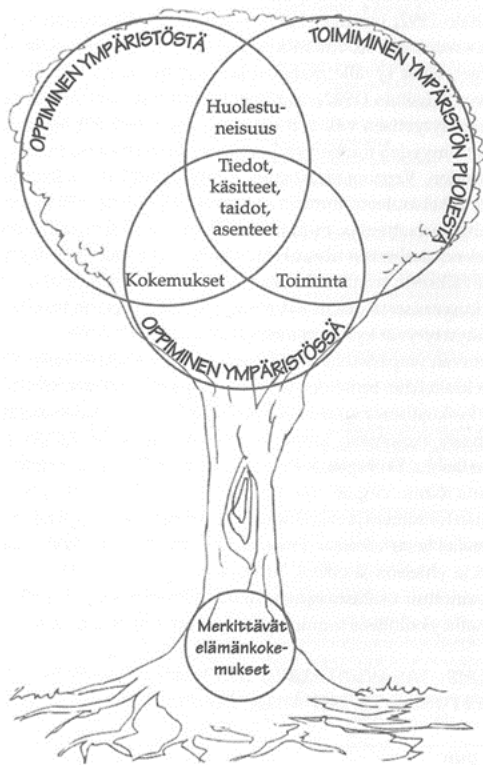 OPPIMINEN YMPÄRISTÖSTÄ
TOIMIMINEN YMPÄRISTÖN PUOLESTA
Huolestu-
neisuus
Tiedot,
käsitteet,
taidot,
asenteet
Kokemukset
Toiminta
OPPIMINEN YMPÄRISTÖSSÄ
Merkittävät
elämänkoke-
mukset